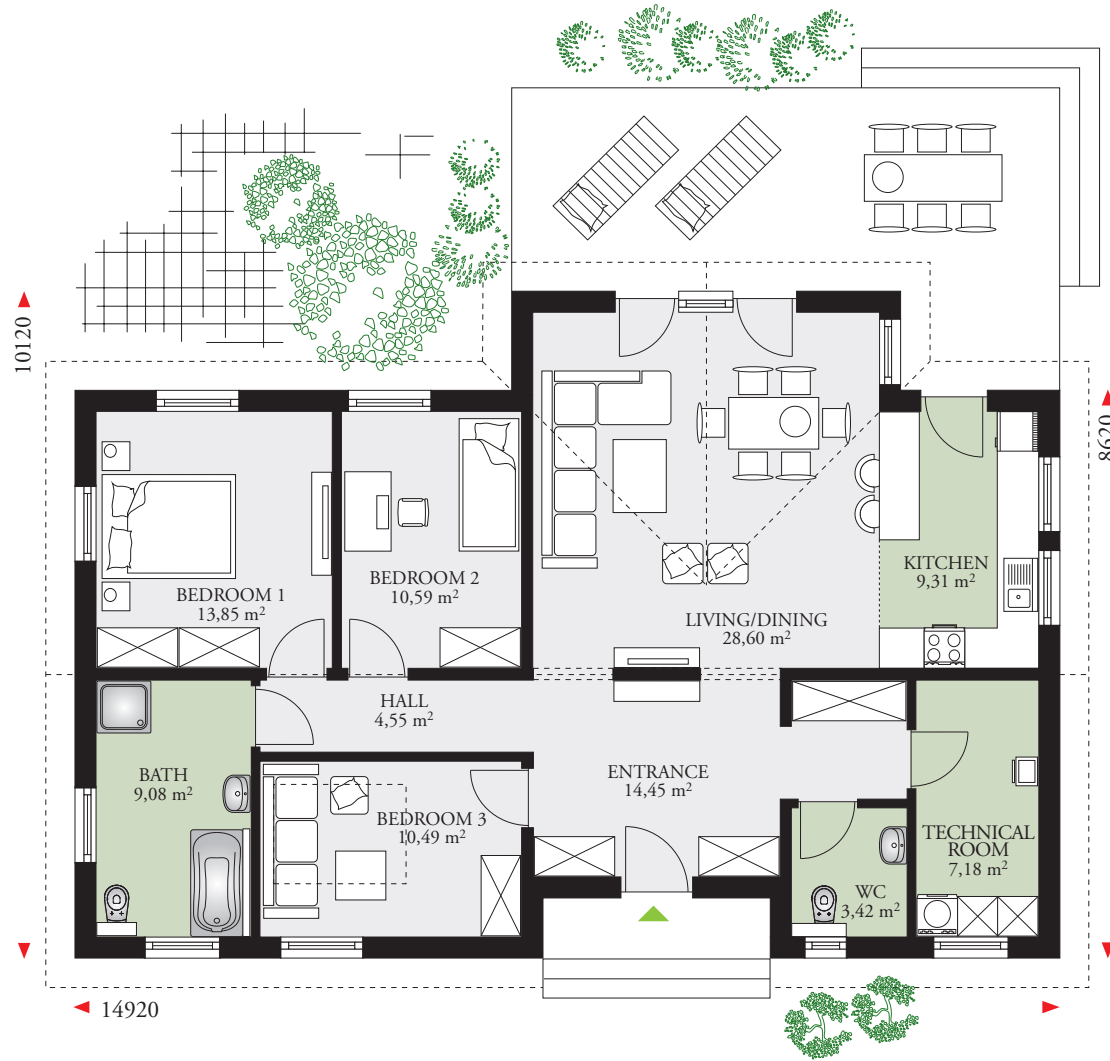 10120
8620
BEDROOM 1
13,85 m²
BEDROOM 2
10,59 m²
LIVING/DINING
28,60 m²
KITCHEN
9,31 m²
HALL
4,55 m²
BATH
9,08 m²
ENTRANCE
14,45 m²
BEDROOM 3
10,49 m²
TECHNICAL
ROOM
7,18 m²
WC
3,42 m²
14920